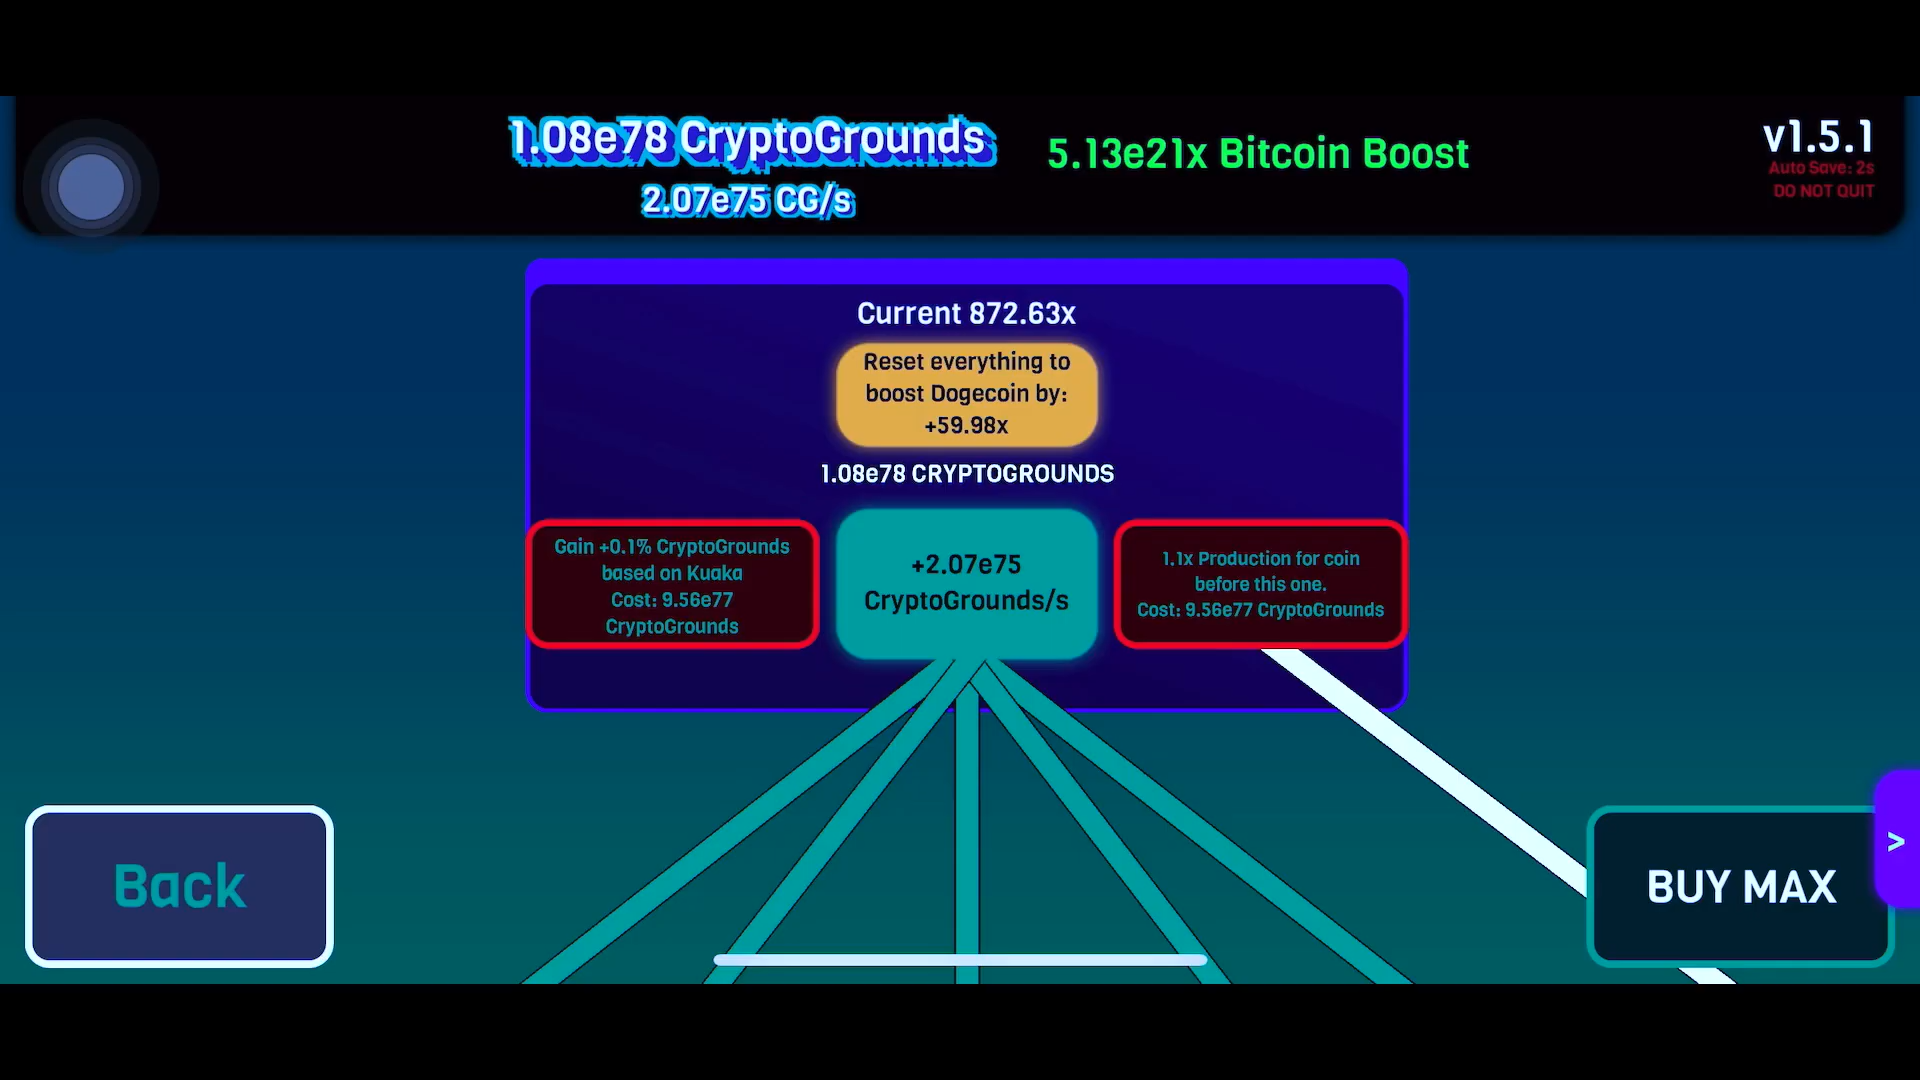 1.08e78 CryptoGrounds
2.07e75 CG/s
5.13e21x Bitcoin Boost
v1.5.1
Auto Save: 2s
DO NOT QUIT
Current 872.63x
Reset everything to
boost Dogecoin by:
+59.98x
1.08e78 CRYPTOGROUNDS
Gain +0.1% CryptoGrounds
based on Kuaka
Cost: 9.56e77
CryptoGrounds
+2.07e75
CryptoGrounds/s
1.1x Production for coin
before this one.
Cost: 9.56e77 CryptoGrounds
Back
BUY MAX
>